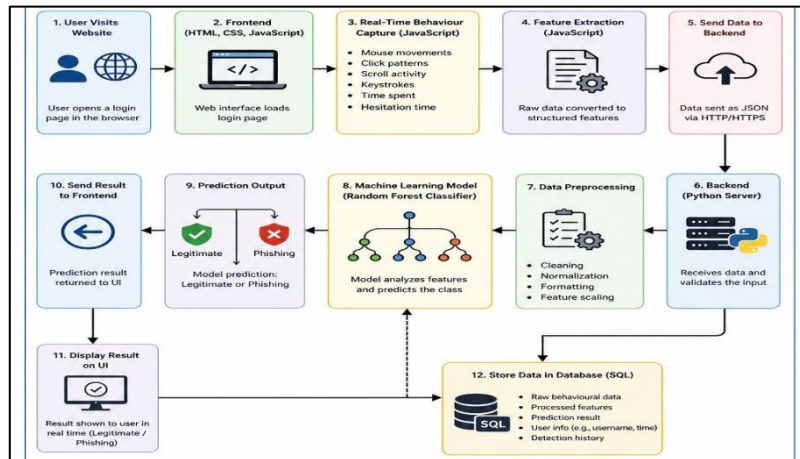 1. User Visits
Website
User opens a login
page in the browser
2. Frontend
(HTML, CSS, JavaScript)
</>
Web interface loads
login page
3. Real-Time Behaviour
Capture (JavaScript)
• Mouse movements
• Click patterns
• Scroll activity
• Keystrokes
• Time spent
• Hesitation time
4. Feature Extraction
(JavaScript)
Raw data converted to
structured features
5. Send Data to
Backend
Data sent as JSON
via HTTP/HTTPS
10. Send Result
to Frontend
Prediction result
returned to UI
9. Prediction Output
Legitimate
Phishing
Model prediction:
Legitimate or Phishing
8. Machine Learning Model
(Random Forest Classifier)
Model analyzes features
and predicts the class
7. Data Preprocessing
• Cleaning
• Normalization
• Formatting
• Feature scaling
6. Backend
(Python Server)
Receives data and
validates the input
11. Display Result
on UI
Result shown to user in
real time (Legitimate /
Phishing)
12. Store Data in Database (SQL)
SQL
• Raw behavioural data
• Processed features
• Prediction result
• User info (e.g., username, time)
• Detection history